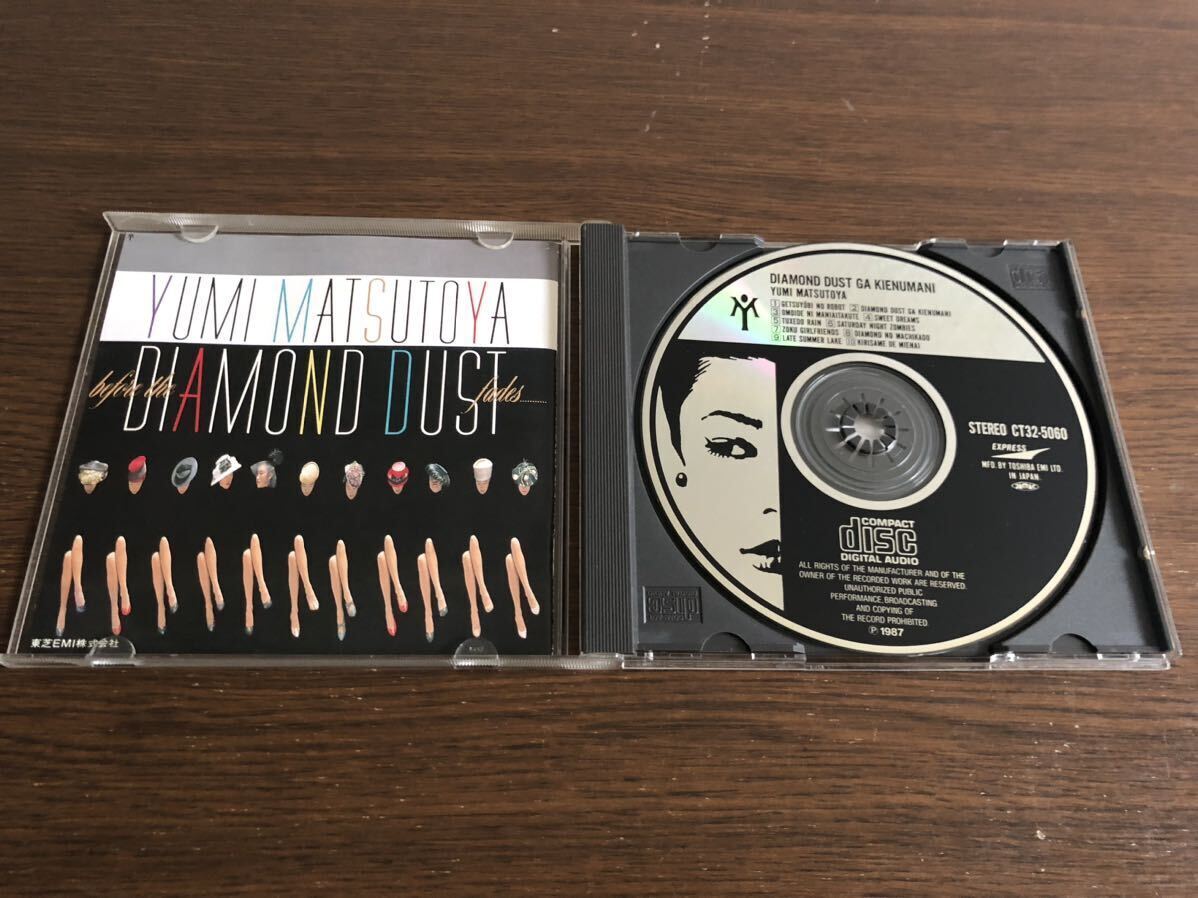 YUMI MATSUTOYA
before the DIAMOND DUST fades..........
東芝EMI株式会社
DIAMOND DUST GA KIENUMANI
YUMI MATSUTOYA
1 GETSUYŌBI NO ROBOT 2 DIAMOND DUST GA KIENUMANI
3 OMOIDE NI MANIAITAKUTE 4 SWEET DREAMS
5 TUXEDO RAIN 6 SATURDAY NIGHT ZOMBIES
7 ZOKU GIRLFRIENDS 8 DIAMOND NO MACHIKADO
9 LATE SUMMER LAKE 10 KIRISAME DE MIENAI
STEREO CT32-5060
EXPRESS
MFD. BY TOSHIBA EMI LTD.
IN JAPAN.
COMPACT
disc
DIGITAL AUDIO
ALL RIGHTS OF THE MANUFACTURER AND OF THE
OWNER OF THE RECORDED WORK ARE RESERVED.
UNAUTHORIZED PUBLIC
PERFORMANCE, BROADCASTING
AND COPYING OF
THE RECORD PROHIBITED.
Ⓟ 1987